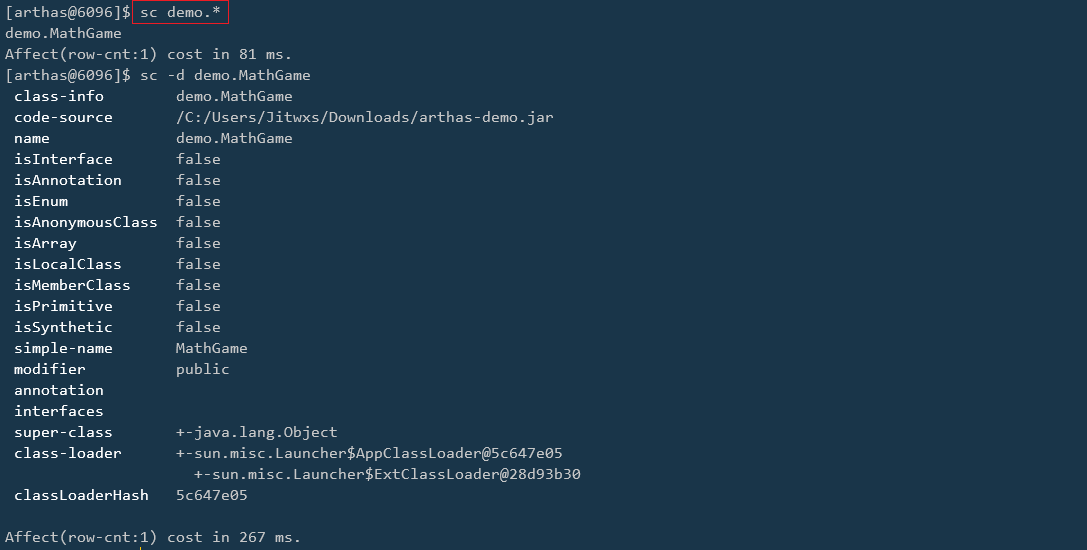 [arthas@6096]$ sc demo.*
demo.MathGame
Affect(row-cnt:1) cost in 81 ms.
[arthas@6096]$ sc -d demo.MathGame
class-info demo.MathGame
code-source /C:/Users/Jitwxs/Downloads/arthas-demo.jar
name demo.MathGame
isInterface false
isAnnotation false
isEnum false
isAnonymousClass false
isArray false
isLocalClass false
isMemberClass false
isPrimitive false
isSynthetic false
simple-name MathGame
modifier public
annotation
interfaces
super-class +-java.lang.Object
class-loader +-sun.misc.Launcher$AppClassLoader@5c647e05
+-sun.misc.Launcher$ExtClassLoader@28d93b30
classLoaderHash 5c647e05
Affect(row-cnt:1) cost in 267 ms.